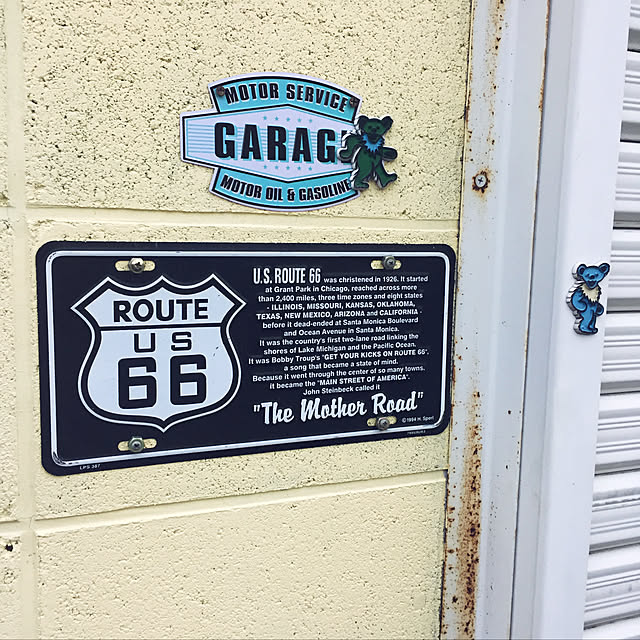 MOTOR SERVICE
GARAG
MOTOR OIL & GASOLINE
ROUTE
US
66
U.S. ROUTE 66 was christened in 1926. It started
at Grant Park in Chicago, reached across more
than 2,400 miles, three time zones and eight states
- ILLINOIS, MISSOURI, KANSAS, OKLAHOMA,
TEXAS, NEW MEXICO, ARIZONA and CALIFORNIA -
before it dead-ended at Santa Monica Boulevard
and Ocean Avenue in Santa Monica.
It was the country's first two-lane road linking the
shores of Lake Michigan and the Pacific Ocean.
It was Bobby Troup's "GET YOUR KICKS ON ROUTE 66",
a song that became a state of mind.
Because it went through the center of so many towns,
it became the "MAIN STREET OF AMERICA".
John Steinbeck called it
"The Mother Road"
© 1994 H. Sperl
LPS 387